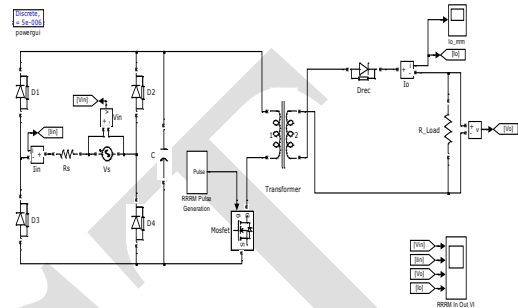 Discrete,
= 5e-006
powergui
D1
D2
[Vin]
Vin
[Iin]
Iin
Rs
Vs
C
D3
D4
Pulse
RRRM Pulse
Generation
Mosfet
g
D
S
1
2
Transformer
Drec
Io
Io_mm
[Io]
R_Load
v
[Vo]
[Vin]
[Iin]
[Vo]
[Io]
RRRM In Out VI